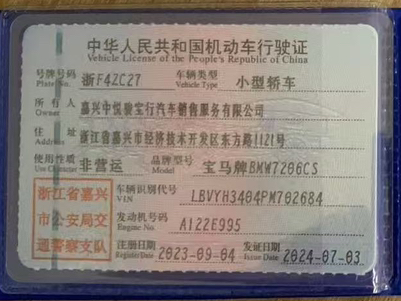 中华人民共和国机动车行驶证
Vehicle License of the People's Republic of China
号牌号码 浙F4ZC27 车辆类型 小型轿车
Plate No. Vehicle Type
所有人 嘉兴中悦骏宝行汽车销售服务有限公司
Owner
住址 浙江省嘉兴市经济技术开发区东方路1121号
Address
使用性质 非营运 品牌型号 宝马牌BMW7206CS
Use Character Model
浙江省嘉兴
市公安局交
通警察支队
车辆识别代号 LBVYH3404PM702684
VIN
发动机号码 A122E995
Engine No.
注册日期 2023-09-04 发证日期 2024-07-03
Register Date Issue Date